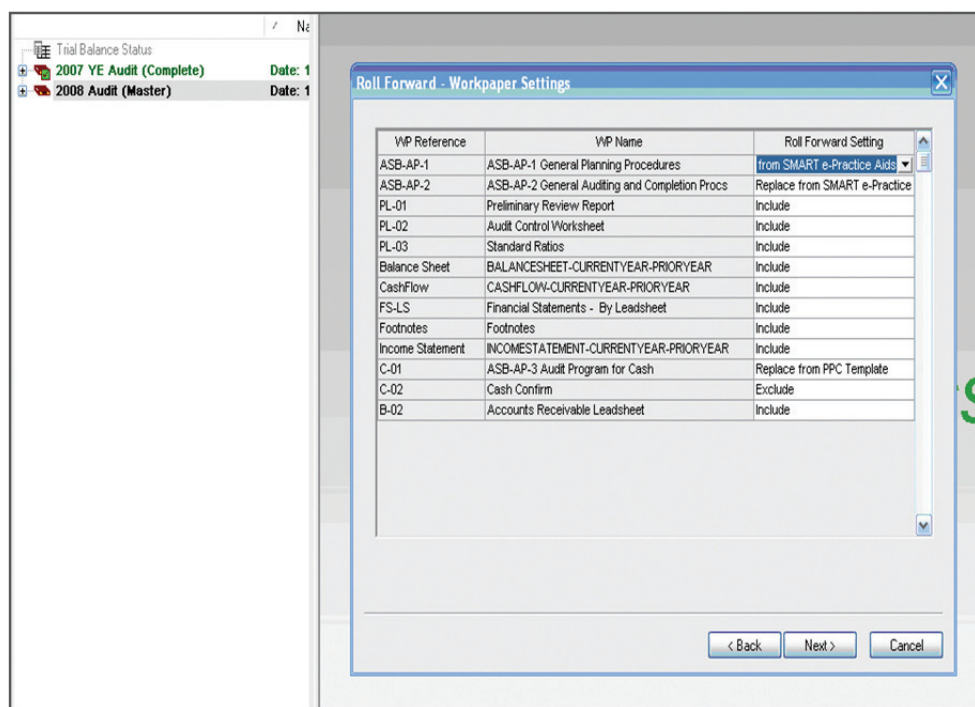 Na
Trial Balance Status
2007 YE Audit (Complete) Date: 1
2008 Audit (Master) Date: 1
Roll Forward - Workpaper Settings
WP Reference WP Name Roll Forward Setting
ASB-AP-1 ASB-AP-1 General Planning Procedures from SMART e-Practice Aids
ASB-AP-2 ASB-AP-2 General Auditing and Completion Procs Replace from SMART e-Practice
PL-01 Preliminary Review Report Include
PL-02 Audit Control Worksheet Include
PL-03 Standard Ratios Include
Balance Sheet BALANCESHEET-CURRENTYEAR-PRIORYEAR Include
CashFlow CASHFLOW-CURRENTYEAR-PRIORYEAR Include
FS-LS Financial Statements - By Leadsheet Include
Footnotes Footnotes Include
Income Statement INCOMESTATEMENT-CURRENTYEAR-PRIORYEAR Include
C-01 ASB-AP-3 Audit Program for Cash Replace from PPC Template
C-02 Cash Confirm Exclude
B-02 Accounts Receivable Leadsheet Include
< Back Next > Cancel